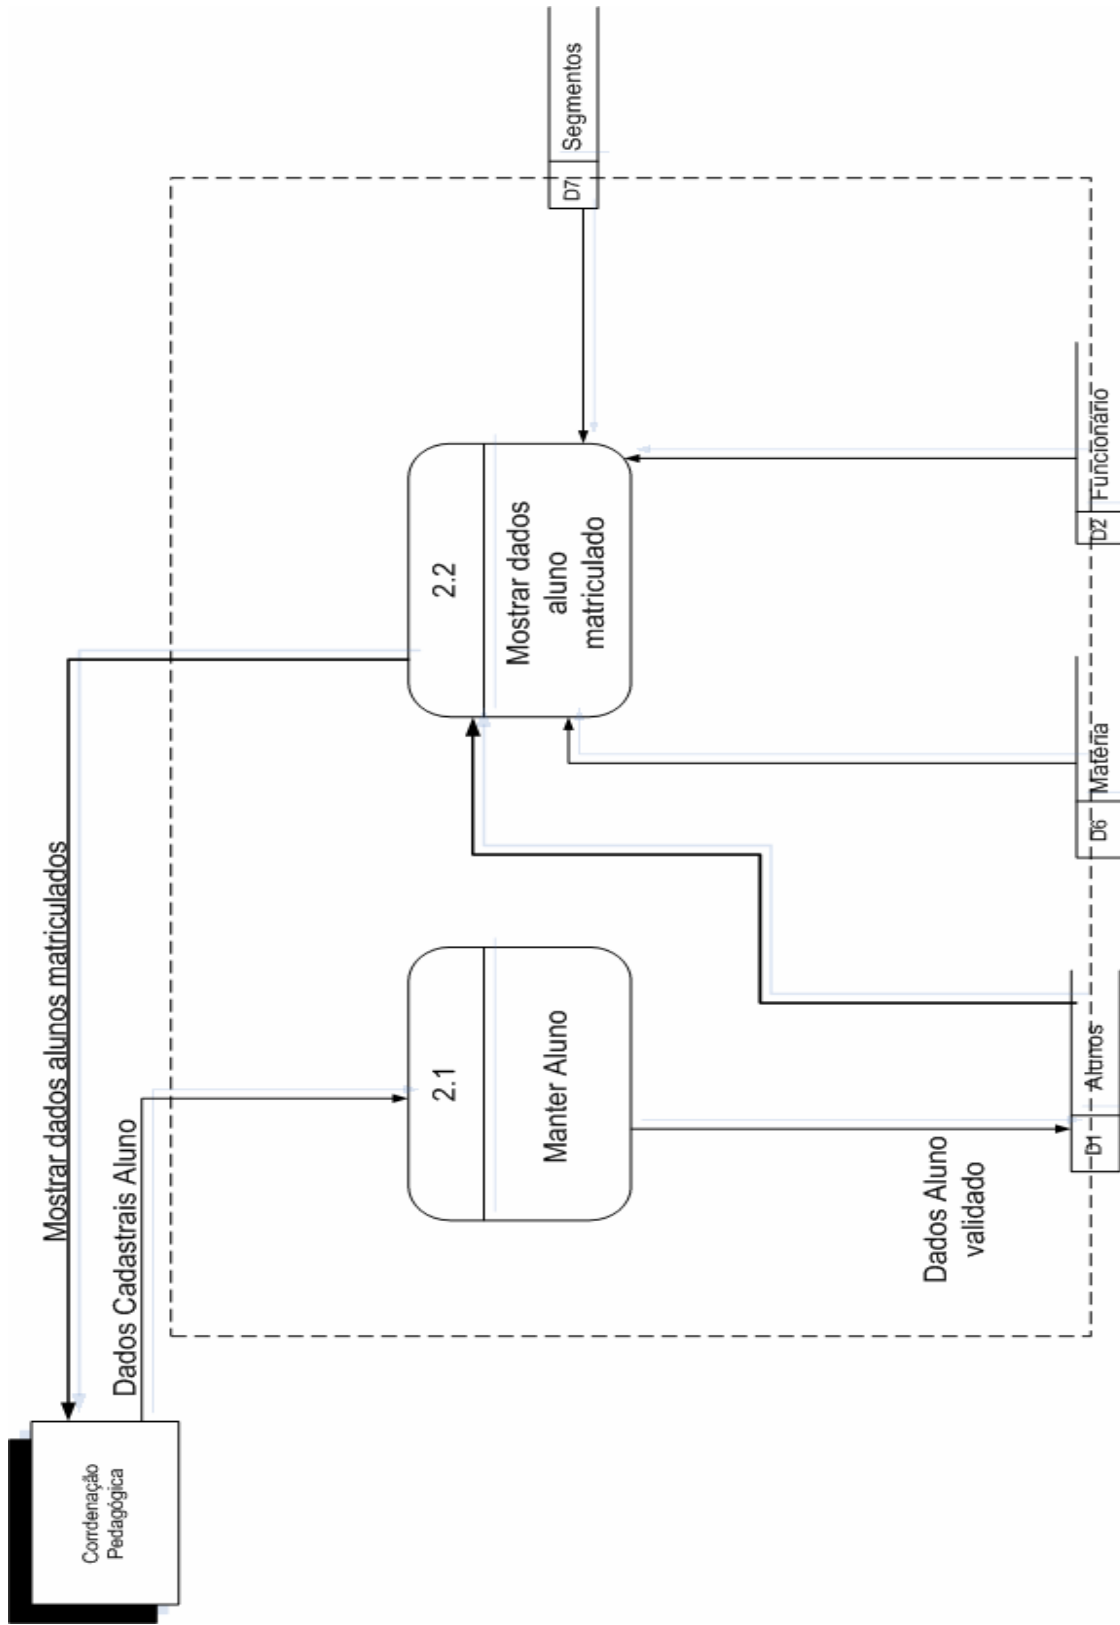 Mostrar dados alunos matriculados
Corrdenação
Pedagógica
Dados Cadastrais Aluno
2.1
Manter Aluno
2.2
Mostrar dados
aluno
matriculado
D7 Segmentos
Dados Aluno
validado
D1 Alunos
D6 Matéria
D2 Funcionário